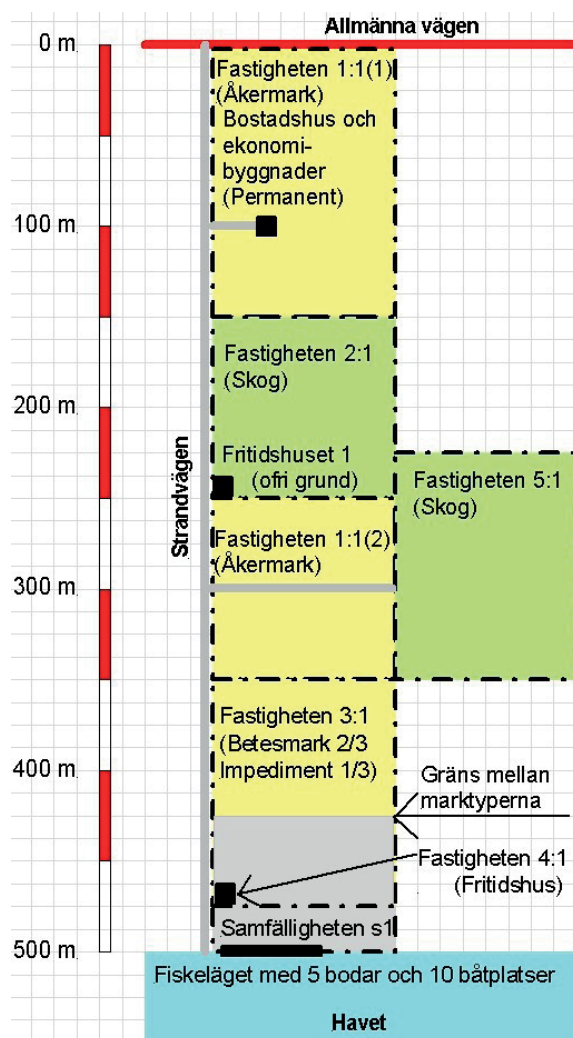 Allmänna vägen
0 m
Fastigheten 1:1(1)
(Åkermark)
Bostadshus och
ekonomi-
byggnader
(Permanent)
100 m
Fastigheten 2:1
(Skog)
200 m
Fritidshuset 1
(ofri grund)
Fastigheten 5:1
(Skog)
Strandvägen
Fastigheten 1:1(2)
(Åkermark)
300 m
Fastigheten 3:1
(Betesmark 2/3
Impediment 1/3)
400 m
Gräns mellan
marktyperna
Fastigheten 4:1
(Fritidshus)
Samfälligheten s1
500 m
Fiskeläget med 5 bodar och 10 båtplatser
Havet